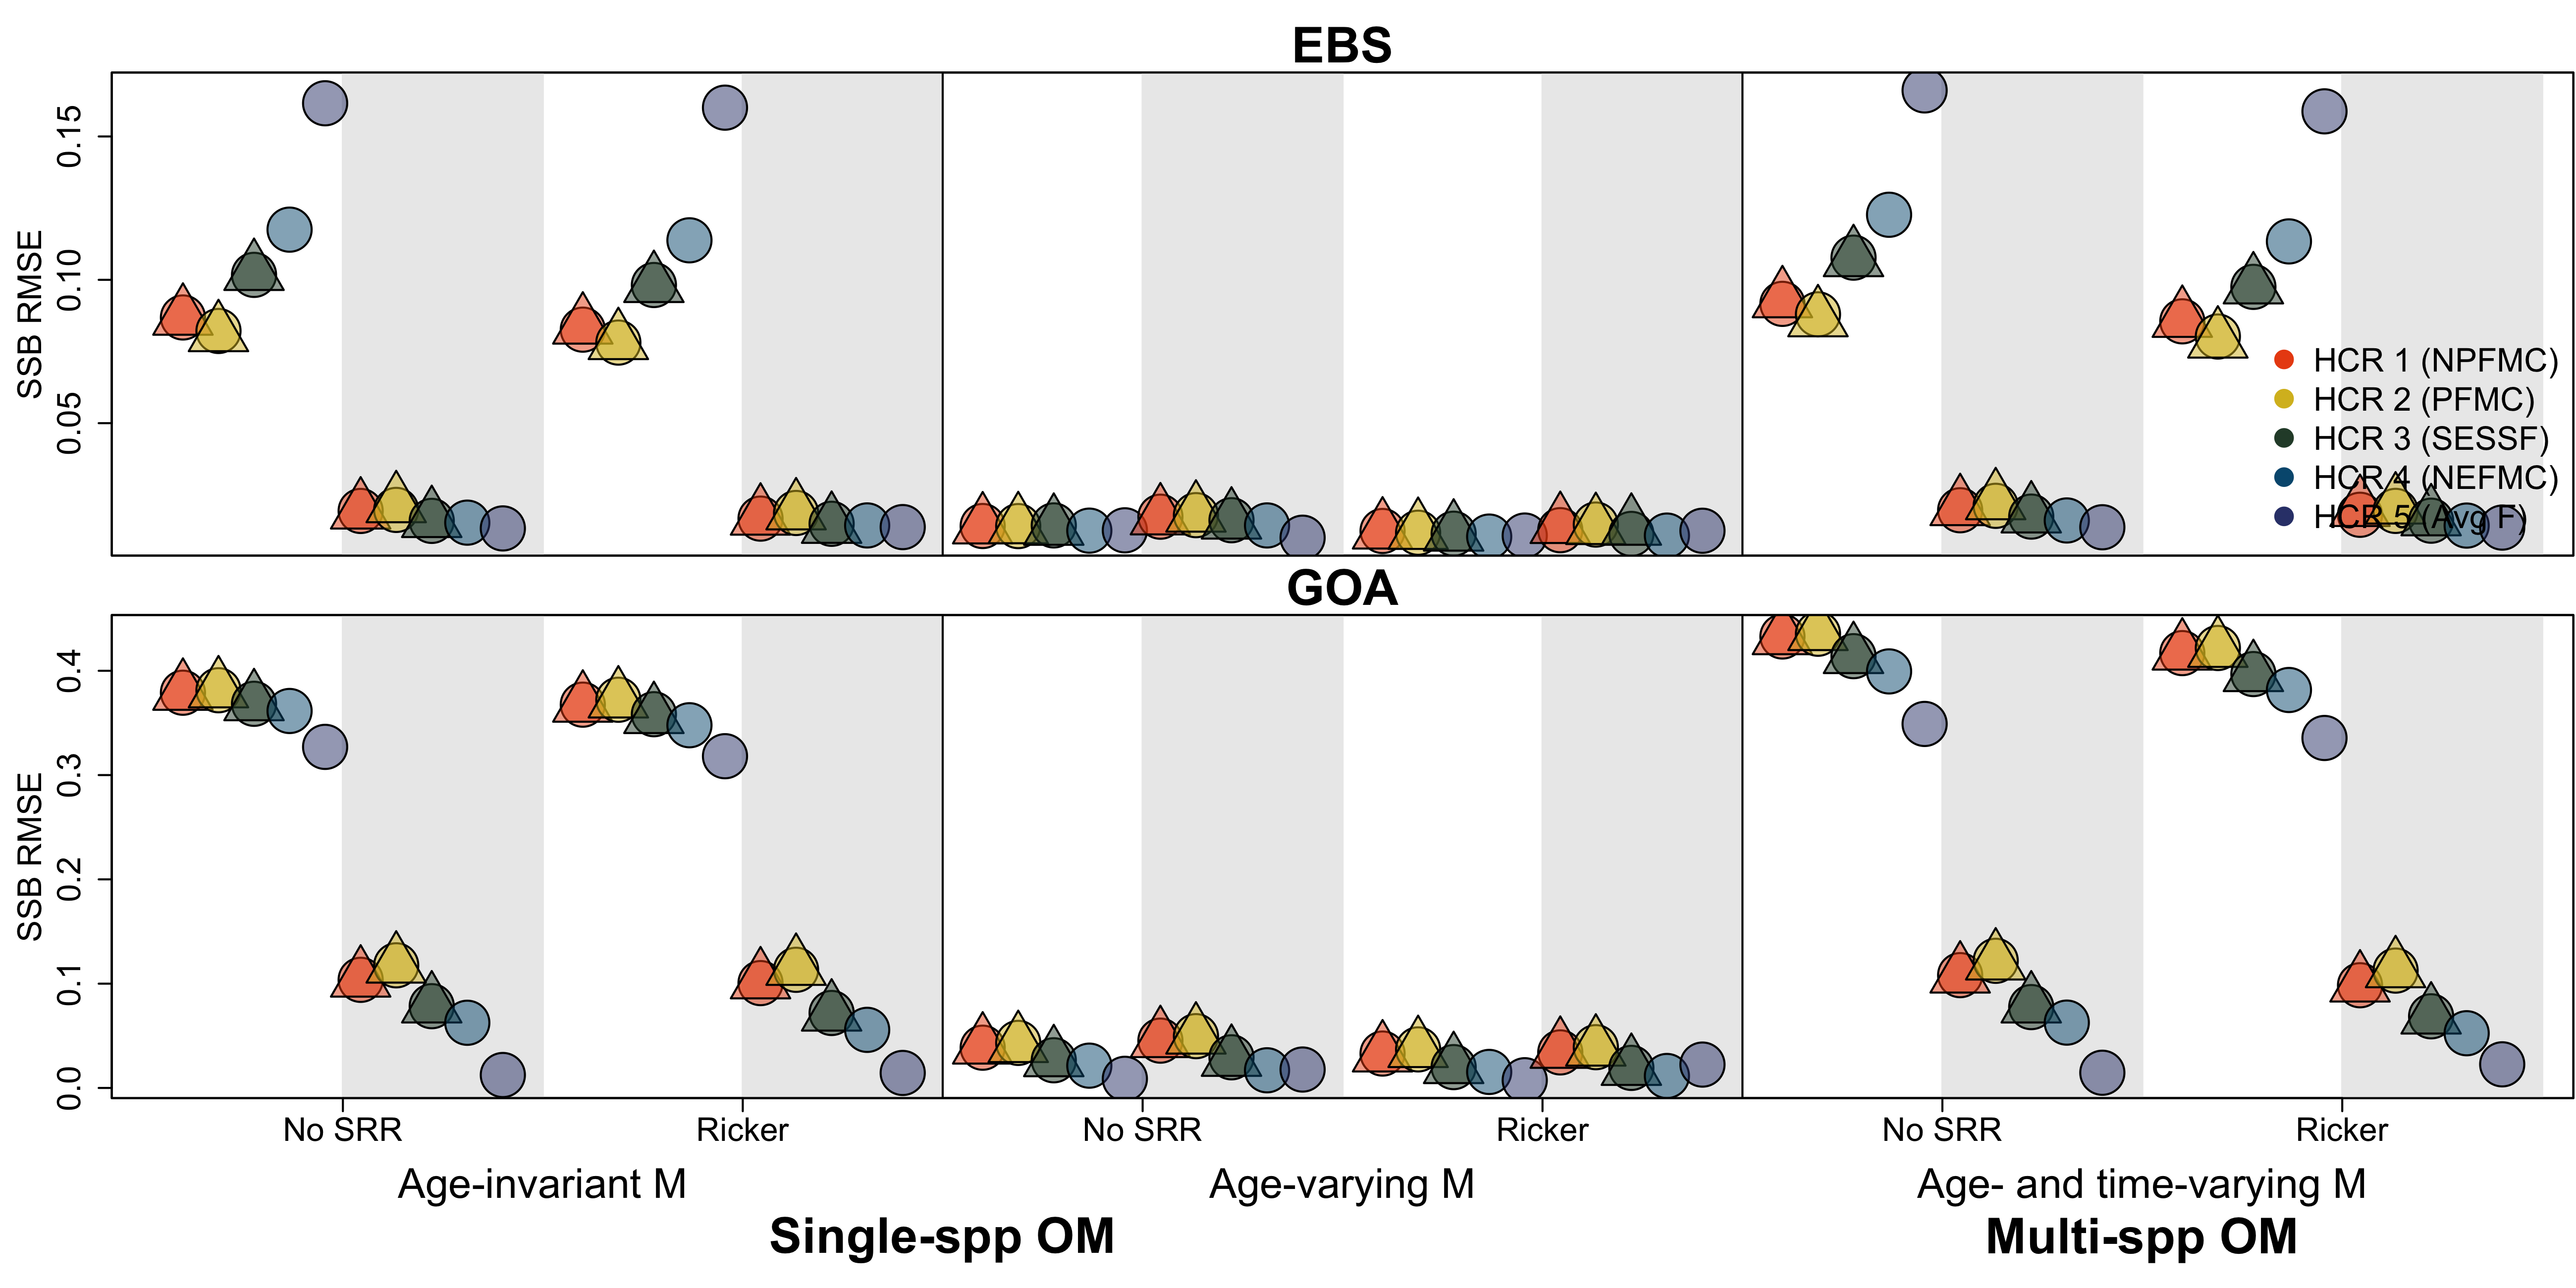 EBS
SSB RMSE
0.15
0.10
0.05
HCR 1 (NPFMC)
HCR 2 (PFMC)
HCR 3 (SESSF)
HCR 4 (NEFMC)
HCR 5 (Avg F)
GOA
SSB RMSE
0.4
0.3
0.2
0.1
0.0
No SRR Ricker No SRR Ricker No SRR Ricker
Age-invariant M Age-varying M Age- and time-varying M
Single-spp OM Multi-spp OM